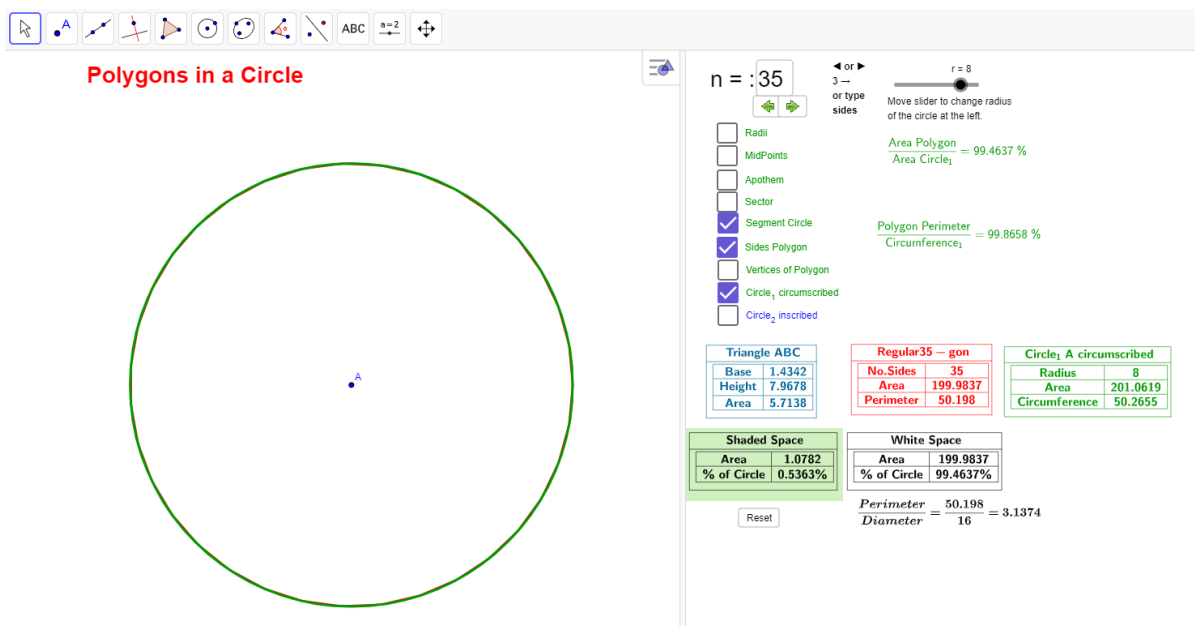 A
ABC
a=2
Polygons in a Circle
A
n = :35
◄ or ►
3 →
or type
sides
r = 8
Move slider to change radius
of the circle at the left.
Radii
MidPoints
Apothem
Sector
Segment Circle
Sides Polygon
Vertices of Polygon
Circle₁ circumscribed
Circle₂ inscribed
Area Polygon
Area Circle₁
= 99.4637 %
Polygon Perimeter
Circumference₁
= 99.8658 %
Triangle ABC
Base 1.4342
Height 7.9678
Area 5.7138
Regular35 − gon
No.Sides 35
Area 199.9837
Perimeter 50.198
Circle₁ A circumscribed
Radius 8
Area 201.0619
Circumference 50.2655
Shaded Space
Area 1.0782
% of Circle 0.5363%
White Space
Area 199.9837
% of Circle 99.4637%
Reset
Perimeter
Diameter
= 50.198
16
= 3.1374